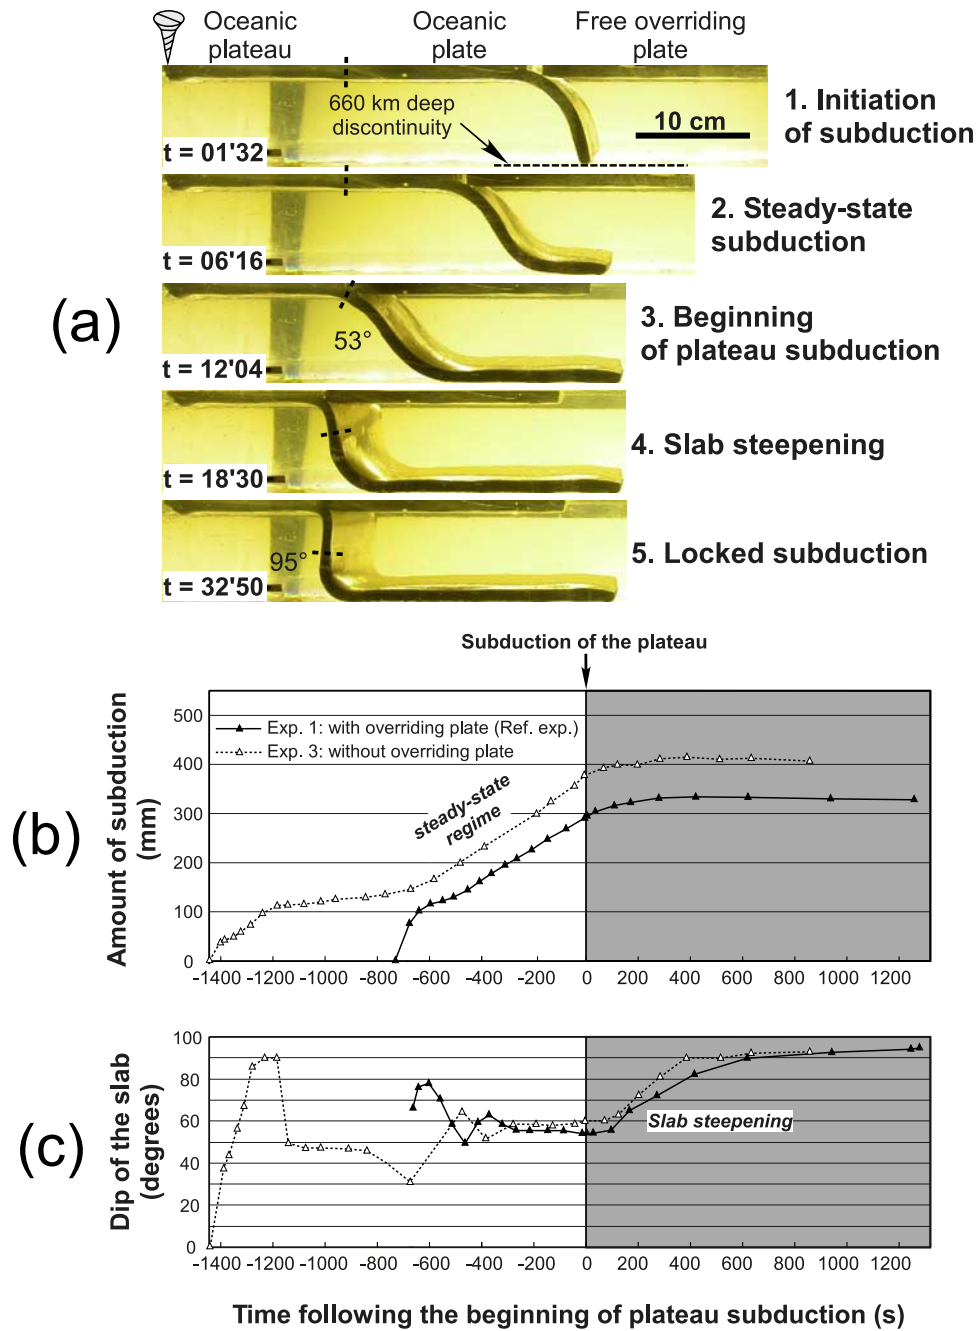 Oceanic plateau
Oceanic plate
Free overriding plate
660 km deep discontinuity
10 cm
t = 01'32
1. Initiation of subduction
t = 06'16
2. Steady-state subduction
(a)
53°
t = 12'04
3. Beginning of plateau subduction
t = 18'30
4. Slab steepening
95°
t = 32'50
5. Locked subduction
Subduction of the plateau
(b)
Amount of subduction (mm)
500
400
300
200
100
0
Exp. 1: with overriding plate (Ref. exp.)
Exp. 3: without overriding plate
steady-state regime
-1400 -1200 -1000 -800 -600 -400 -200 0 200 400 600 800 1000 1200
(c)
Dip of the slab (degrees)
100
80
60
40
20
0
Slab steepening
-1400 -1200 -1000 -800 -600 -400 -200 0 200 400 600 800 1000 1200
Time following the beginning of plateau subduction (s)